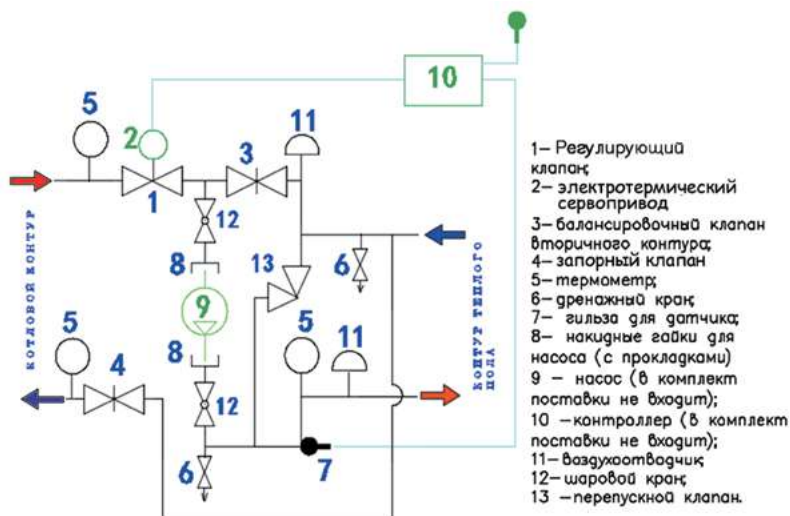 10
5
2
11
3
1
12
8
13
6
9
5
5
11
8
4
12
7
6
КОТЛОВОЙ КОНТУР
КОНТУР ТЕПЛОГО
ПОЛА
1– Регулирующий
клапан;
2– электротермический
сервопривод
3–балансировочный клапан
вторичного контура;
4–запорный клапан
5–термометр;
6–дренажный кран;
7– гильза для датчика;
8– накидные гайки для
насоса (с прокладками)
9 – насос (в комплект
поставки не входит);
10 –контроллер (в комплект
поставки не входит);
11–воздухоотводчик;
12–шаровой кран;
13 –перепускной клапан.